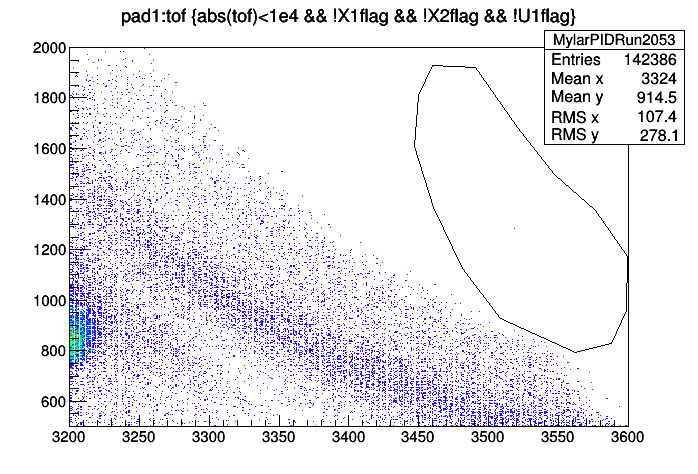 pad1:tof {abs(tof)<1e4 && !X1flag && !X2flag && !U1flag}
MylarPIDRun2053
Entries 142386
Mean x 3324
Mean y 914.5
RMS x 107.4
RMS y 278.1
2000
1800
1600
1400
1200
1000
800
600
3200 3250 3300 3350 3400 3450 3500 3550 3600